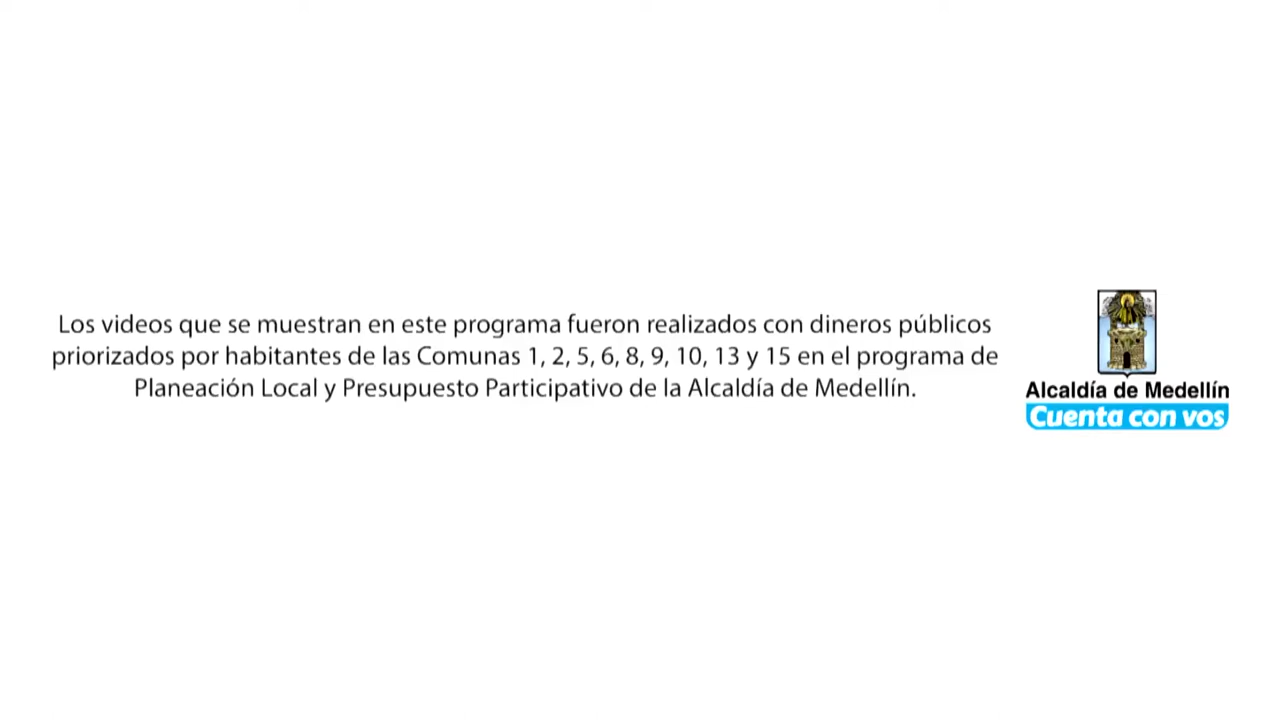 Los videos que se muestran en este programa fueron realizados con dineros públicos
priorizados por habitantes de las Comunas 1, 2, 5, 6, 8, 9, 10, 13 y 15 en el programa de
Planeación Local y Presupuesto Participativo de la Alcaldía de Medellín.
Alcaldía de Medellín
Cuenta con vos